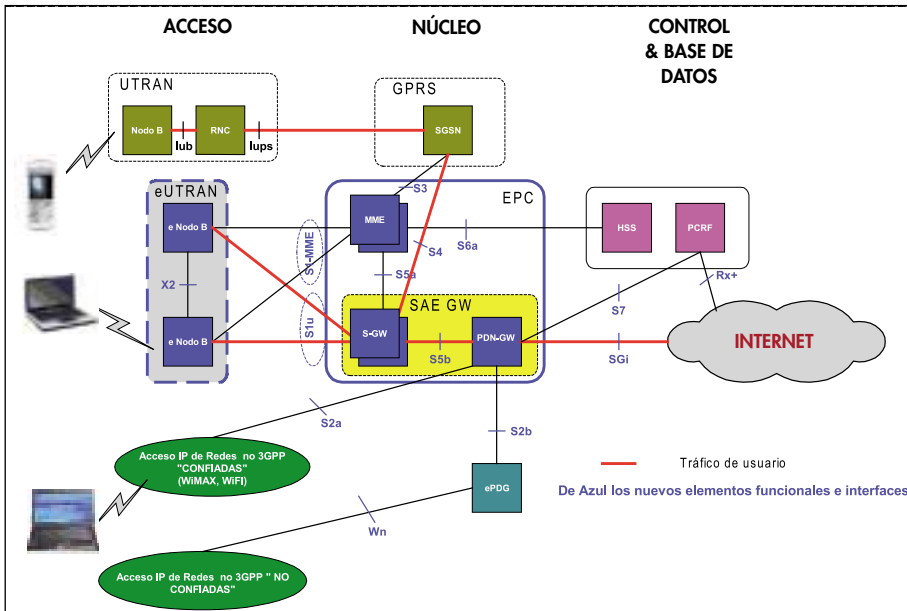 ACCESO
NÚCLEO
CONTROL
& BASE DE
DATOS
UTRAN
GPRS
Nodo B
RNC
SGSN
Iub
Iups
eUTRAN
S3
EPC
e Nodo B
MME
HSS
PCRF
S1-MME
S4
S6a
X2
S5a
Rx+
S7
SAE GW
S1u
e Nodo B
S-GW
PDN-GW
INTERNET
S5b
SGi
S2a
S2b
Acceso IP de Redes no 3GPP
"CONFIADAS"
(WiMAX, WiFI)
Tráfico de usuario
ePDG
De Azul los nuevos elementos funcionales e interfaces
Wn
Acceso IP de Redes no 3GPP " NO
CONFIADAS"